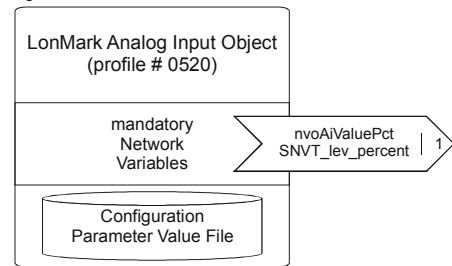 LonMark Analog Input Object
(profile # 0520)
mandatory
Network
Variables
nvoAiValuePct
SNVT_lev_percent
1
Configuration
Parameter Value File